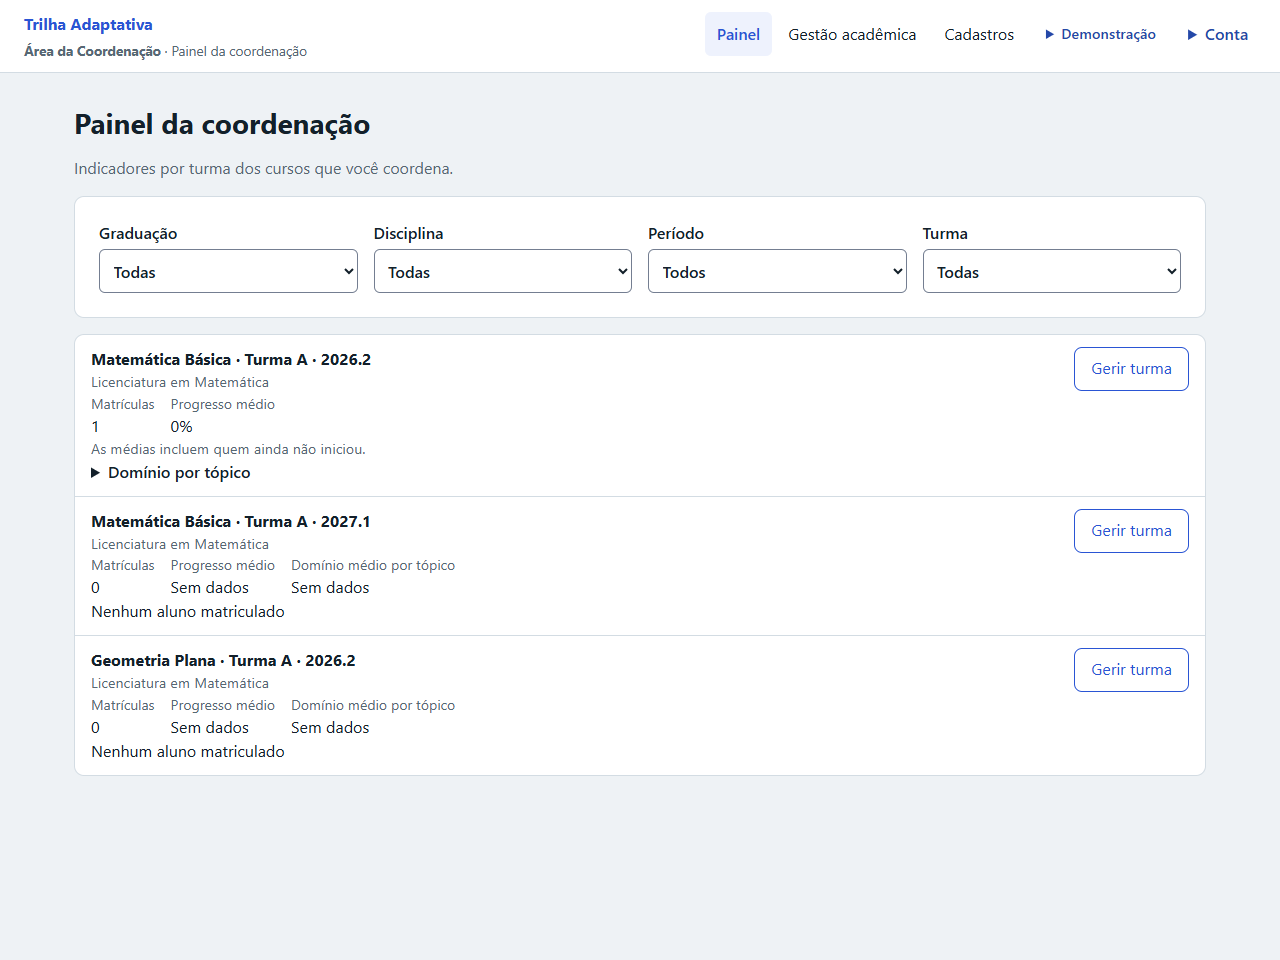 Trilha Adaptativa
Área da Coordenação · Painel da coordenação
Painel
Gestão acadêmica
Cadastros
Demonstração
Conta
Painel da coordenação
Indicadores por turma dos cursos que você coordena.
Graduação
Disciplina
Período
Turma
Todas
Todas
Todos
Todas
Matemática Básica · Turma A · 2026.2
Gerir turma
Licenciatura em Matemática
Matrículas Progresso médio
1 0%
As médias incluem quem ainda não iniciou.
Domínio por tópico
Matemática Básica · Turma A · 2027.1
Gerir turma
Licenciatura em Matemática
Matrículas Progresso médio Domínio médio por tópico
0 Sem dados Sem dados
Nenhum aluno matriculado
Geometria Plana · Turma A · 2026.2
Gerir turma
Licenciatura em Matemática
Matrículas Progresso médio Domínio médio por tópico
0 Sem dados Sem dados
Nenhum aluno matriculado